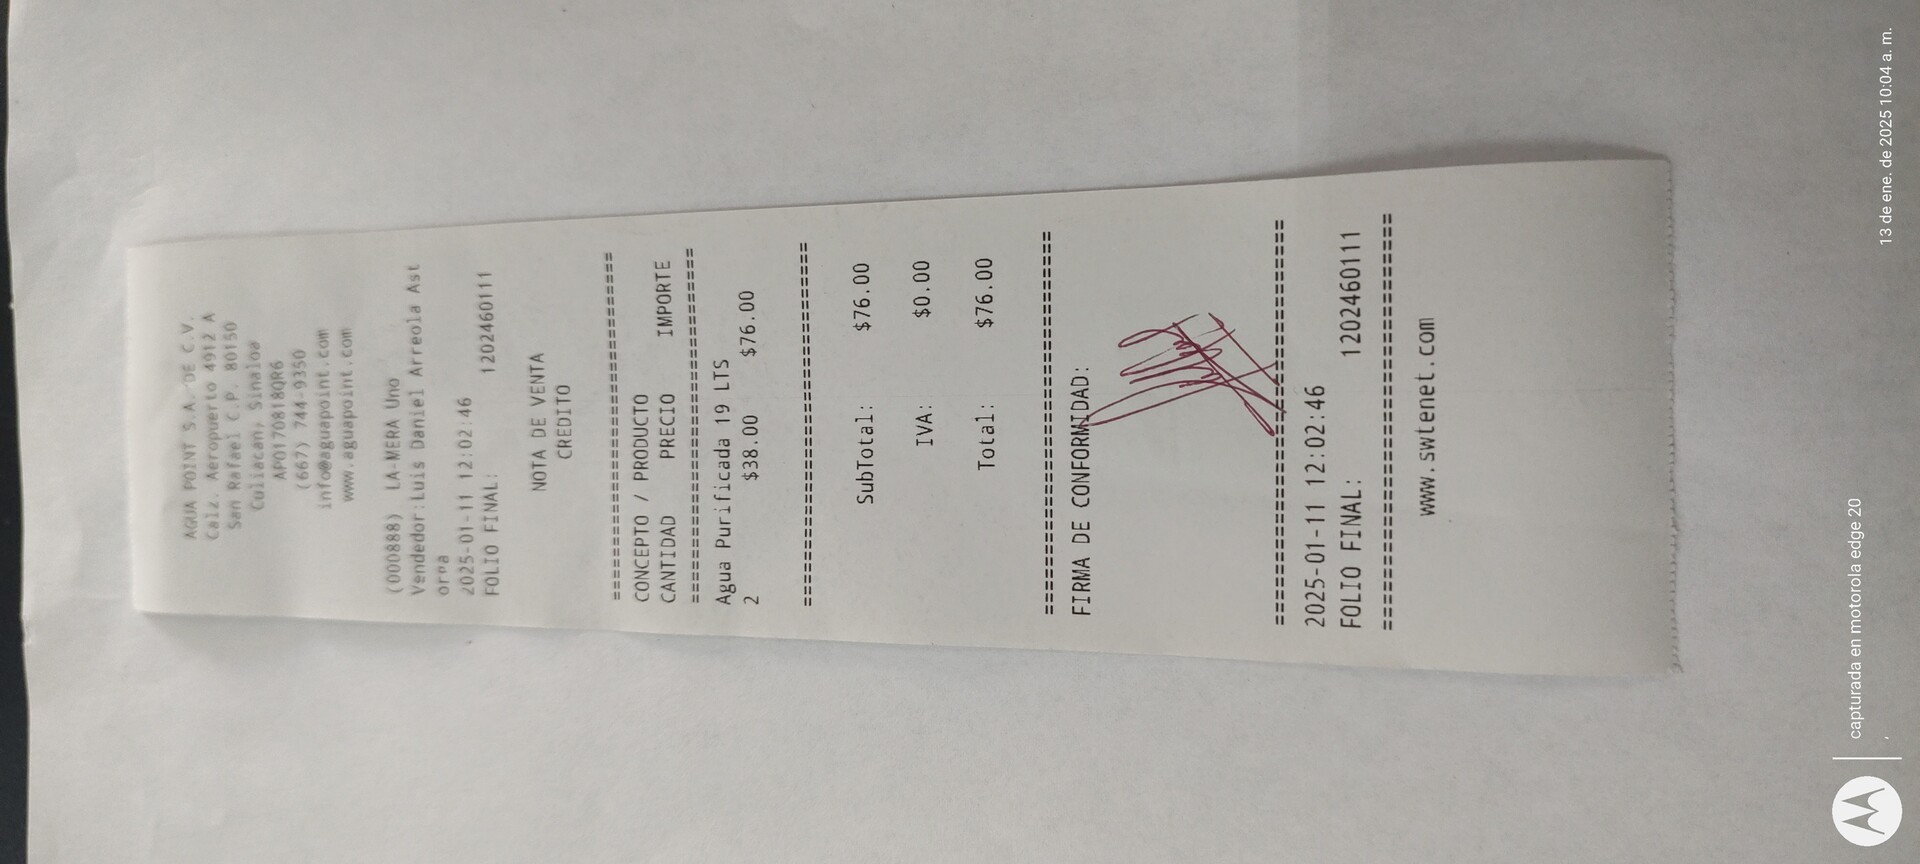 AGUA POINT S.A. DE C.V.
Calz. Aeropuerto 4912 A
San Rafael C.P. 80150
Culiacan, Sinaloa
APO170818QR6
(667) 744-9350
info@aguapoint.com
www.aguapoint.com
(000888) LA-MERA Uno
Vendedor:Luis Daniel Arreola Ast
orga
2025-01-11 12:02:46
FOLIO FINAL: 1202460111
NOTA DE VENTA
CREDITO
================================
CONCEPTO / PRODUCTO
CANTIDAD PRECIO IMPORTE
================================
Agua Purificada 19 LTS
2 $38.00 $76.00
================================
SubTotal: $76.00
IVA: $0.00
Total: $76.00
================================
FIRMA DE CONFORMIDAD:
================================
2025-01-11 12:02:46
FOLIO FINAL: 1202460111
================================
www.swtenet.com
capturada en motorola edge 20
13 de ene. de 2025 10:04 a. m.